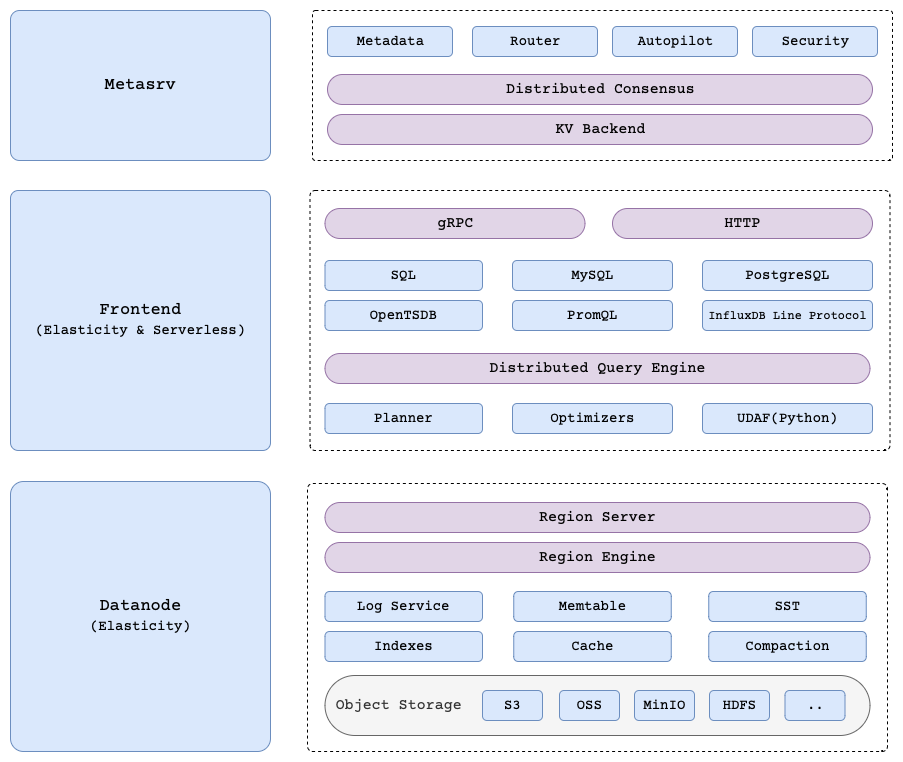 Metasrv
Metadata
Router
Autopilot
Security
Distributed Consensus
KV Backend
Frontend
(Elasticity & Serverless)
gRPC
HTTP
SQL
MySQL
PostgreSQL
OpenTSDB
PromQL
InfluxDB Line Protocol
Distributed Query Engine
Planner
Optimizers
UDAF(Python)
Datanode
(Elasticity)
Region Server
Region Engine
Log Service
Memtable
SST
Indexes
Cache
Compaction
Object Storage
S3
OSS
MinIO
HDFS
..